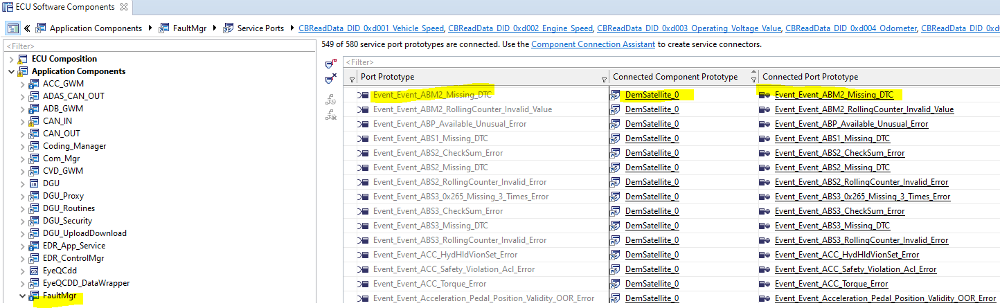 ECU Software Components
Application Components FaultMgr Service Ports CBReadData_DID_0xd001_Vehicle_Speed, CBReadData_DID_0xd002_Engine_Speed, CBReadData_DID_0xd003_Operating_Voltage_Value, CBReadData_DID_0xd004_Odometer, CBReadData_DID_0xd0
<Filter>
ECU Composition
Application Components
ACC_GWM
ADAS_CAN_OUT
ADB_GWM
CAN_IN
CAN_OUT
Coding_Manager
Com_Mgr
CVD_GWM
DGU
DGU_Proxy
DGU_Routines
DGU_Security
DGU_UploadDownload
EDR_App_Service
EDR_ControlMgr
EyeQCdd
EyeQCDD_DataWrapper
FaultMgr
549 of 580 service port prototypes are connected. Use the Component Connection Assistant to create service connectors.
<Filter>
Port Prototype Connected Component Prototype Connected Port Prototype
Event_Event_ABM2_Missing_DTC DemSatellite_0 Event_Event_ABM2_Missing_DTC
Event_Event_ABM2_RollingCounter_Invalid_Value DemSatellite_0 Event_Event_ABM2_RollingCounter_Invalid_Value
Event_Event_ABP_Available_Unusual_Error DemSatellite_0 Event_Event_ABP_Available_Unusual_Error
Event_Event_ABS1_Missing_DTC DemSatellite_0 Event_Event_ABS1_Missing_DTC
Event_Event_ABS2_CheckSum_Error DemSatellite_0 Event_Event_ABS2_CheckSum_Error
Event_Event_ABS2_Missing_DTC DemSatellite_0 Event_Event_ABS2_Missing_DTC
Event_Event_ABS2_RollingCounter_Invalid_Error DemSatellite_0 Event_Event_ABS2_RollingCounter_Invalid_Error
Event_Event_ABS3_0x265_Missing_3_Times_Error DemSatellite_0 Event_Event_ABS3_0x265_Missing_3_Times_Error
Event_Event_ABS3_CheckSum_Error DemSatellite_0 Event_Event_ABS3_CheckSum_Error
Event_Event_ABS3_Missing_DTC DemSatellite_0 Event_Event_ABS3_Missing_DTC
Event_Event_ABS3_RollingCounter_Invalid_Error DemSatellite_0 Event_Event_ABS3_RollingCounter_Invalid_Error
Event_Event_ACC_HydHldVionSet_Error DemSatellite_0 Event_Event_ACC_HydHldVionSet_Error
Event_Event_ACC_Safety_Violation_Acl_Error DemSatellite_0 Event_Event_ACC_Safety_Violation_Acl_Error
Event_Event_ACC_Torque_Error DemSatellite_0 Event_Event_ACC_Torque_Error
Event_Event_Acceleration_Pedal_Position_Validity_OOR_Error DemSatellite_0 Event_Event_Acceleration_Pedal_Position_Validity_OOR_Error